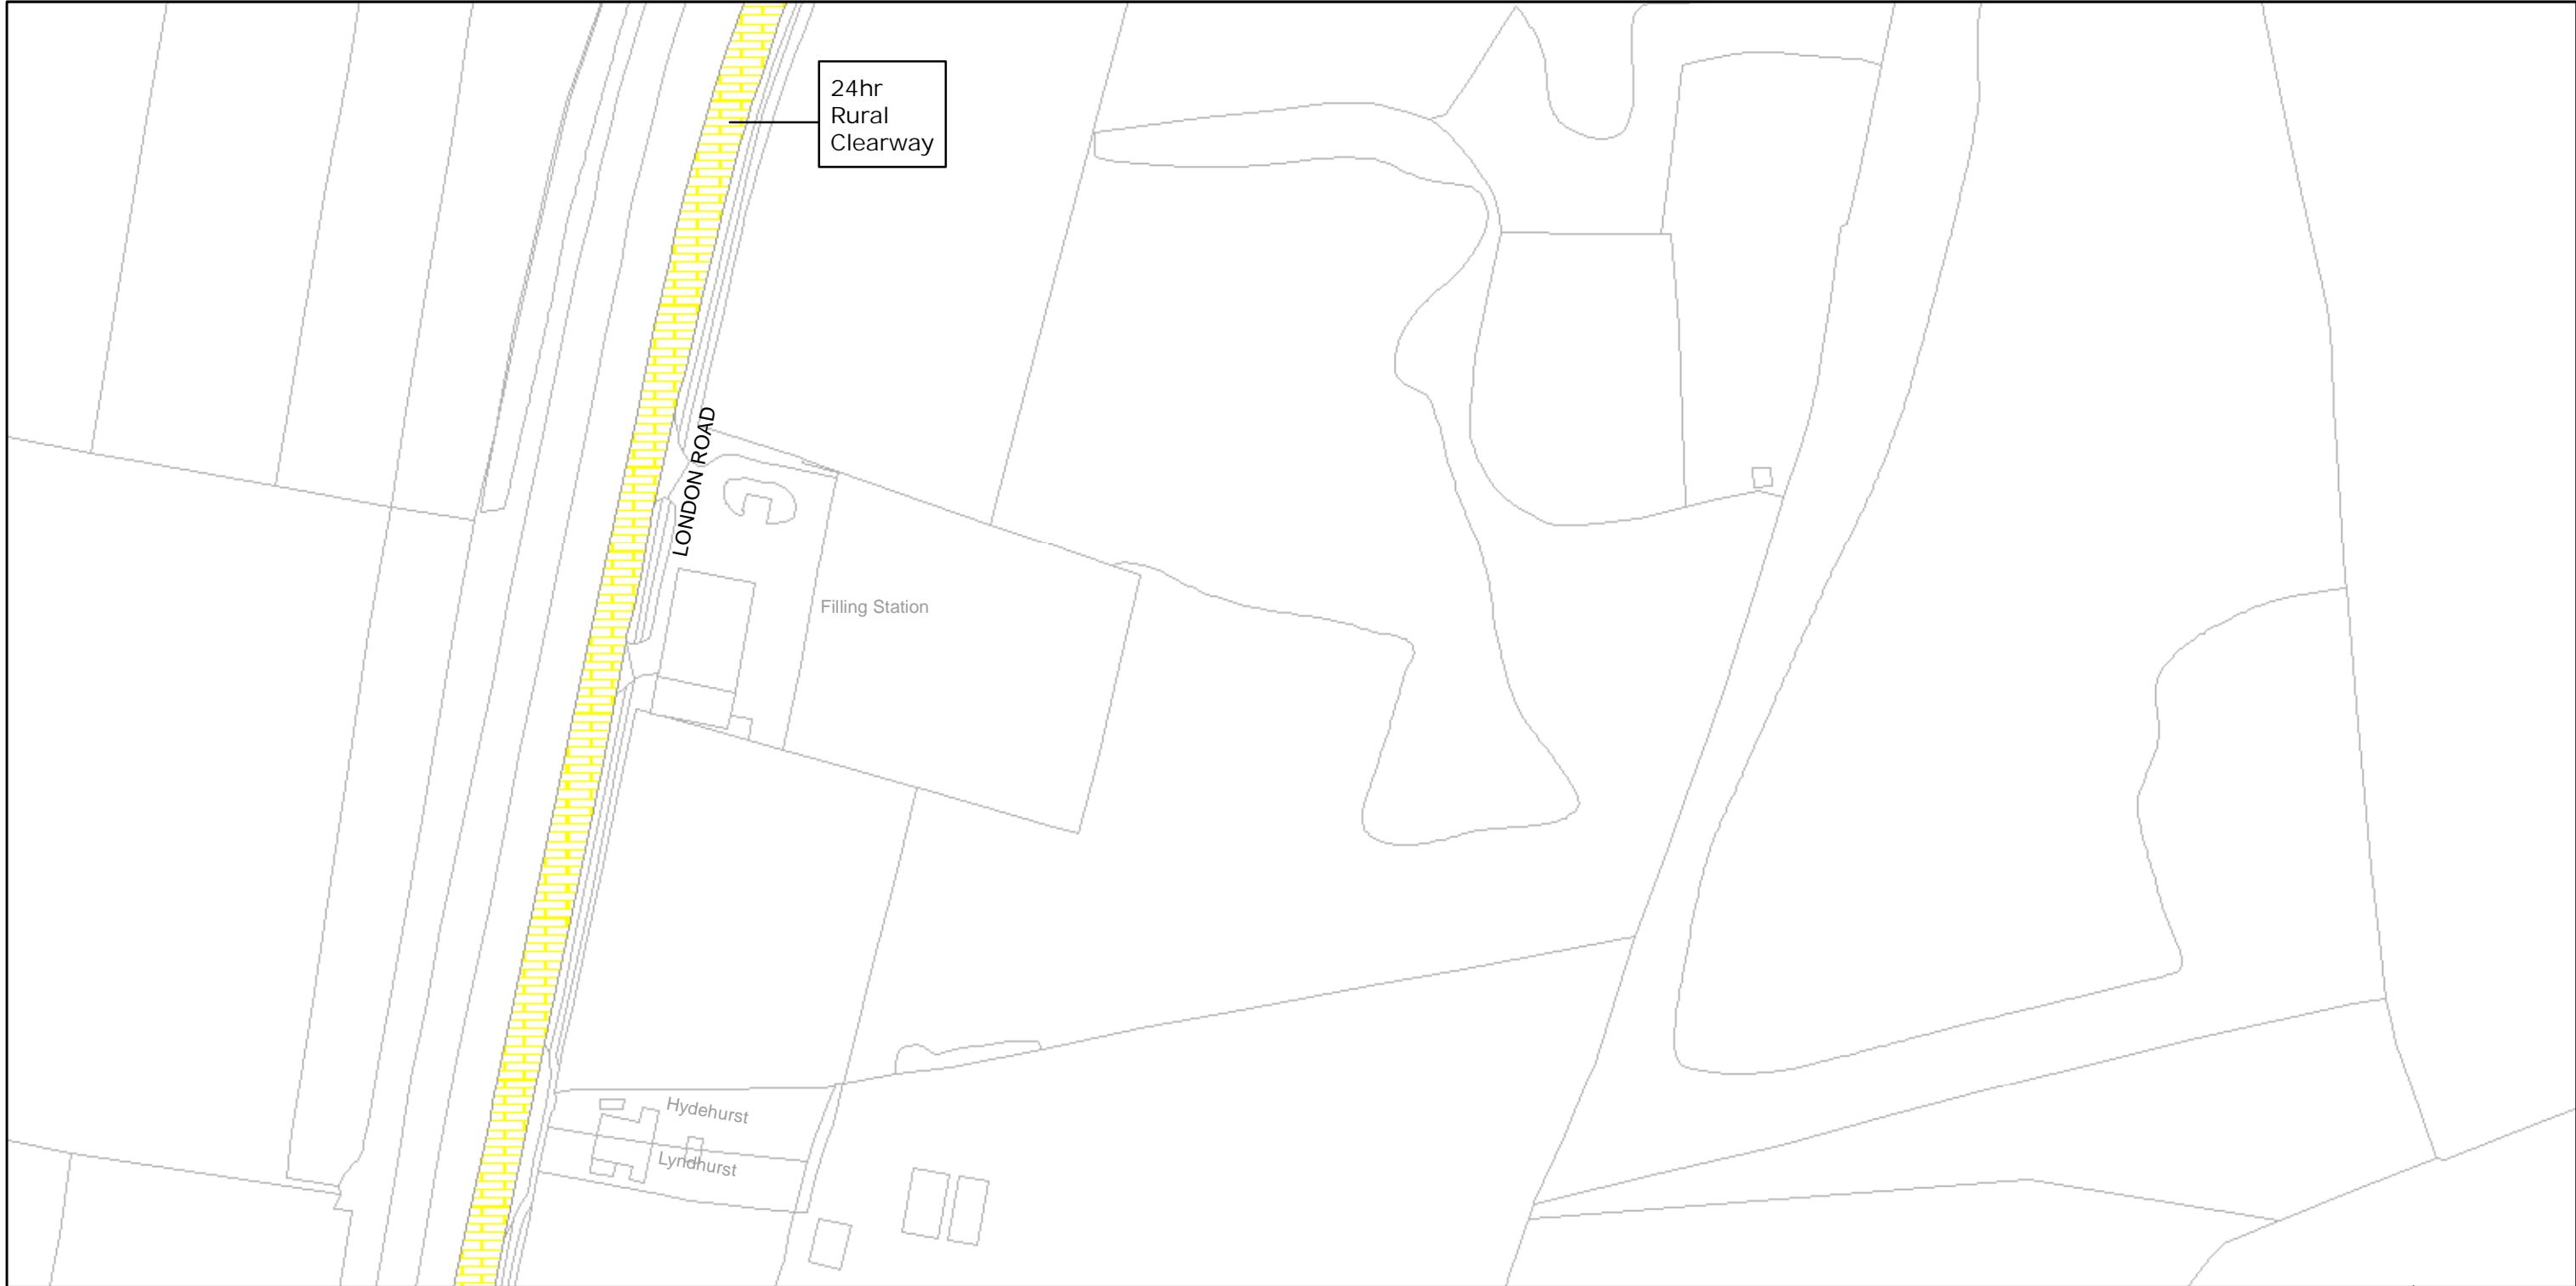 24hr
Rural
Clearway
LONDON ROAD
Filling Station
Hydehurst
Lyndhurst